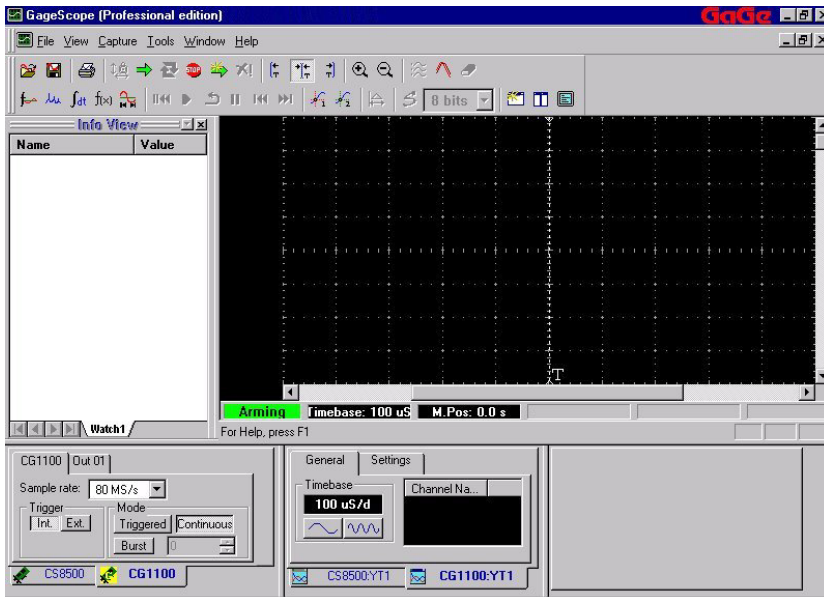 GageScope (Professional edition)
GaGe
File View Capture Tools Window Help
8 bits
Info View
Name Value
T
Arming Timebase: 100 uS M.Pos: 0.0 s
Watch1
For Help, press F1
CG1100 Out 01
Sample rate: 80 MS/s
Trigger Mode
Int. Ext. Triggered Continuous
Burst 0
CS8500 CG1100
General Settings
Timebase Channel Na...
100 uS/d
CS8500:YT1 CG1100:YT1